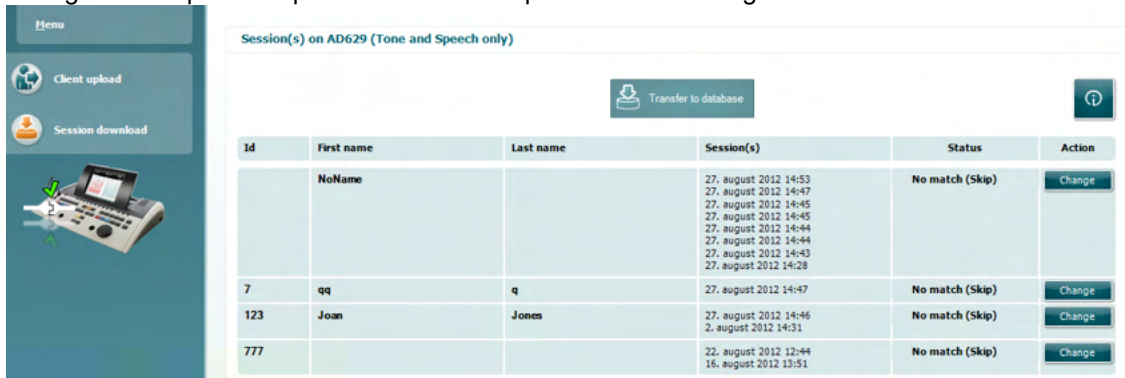 Menu
Session(s) on AD629 (Tone and Speech only)
Client upload
Transfer to database
Session download
Id First name Last name Session(s) Status Action
NoName 27. august 2012 14:53 No match (Skip) Change
27. august 2012 14:47
27. august 2012 14:45
27. august 2012 14:45
27. august 2012 14:44
27. august 2012 14:44
27. august 2012 14:43
27. august 2012 14:28
7 qq q 27. august 2012 14:47 No match (Skip) Change
123 Joan Jones 27. august 2012 14:46 No match (Skip) Change
2. august 2012 14:31
777 22. august 2012 12:44 No match (Skip) Change
16. august 2012 13:51